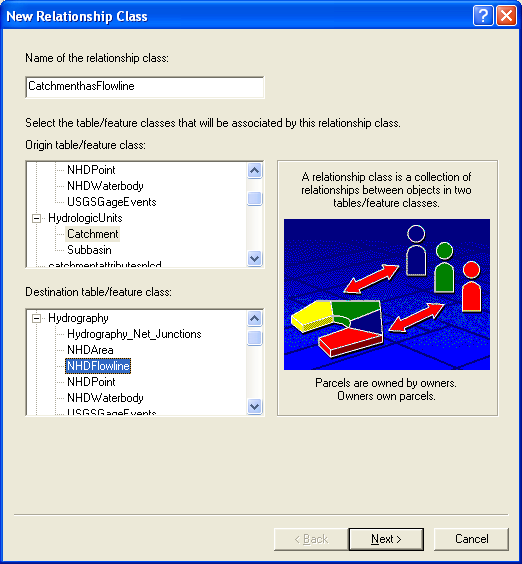 New Relationship Class
?
Name of the relationship class:
CatchmenthasFlowline
Select the table/feature classes that will be associated by this relationship class.
Origin table/feature class:
NHDPoint
NHDWaterbody
USGSGageEvents
HydrologicUnits
Catchment
Subbasin
catchmentattributesnlcd
A relationship class is a collection of
relationships between objects in two
tables/feature classes.
Parcels are owned by owners.
Owners own parcels.
Destination table/feature class:
Hydrography
Hydrography_Net_Junctions
NHDArea
NHDFlowline
NHDPoint
NHDWaterbody
USGSGageEvents
< Back
Next >
Cancel